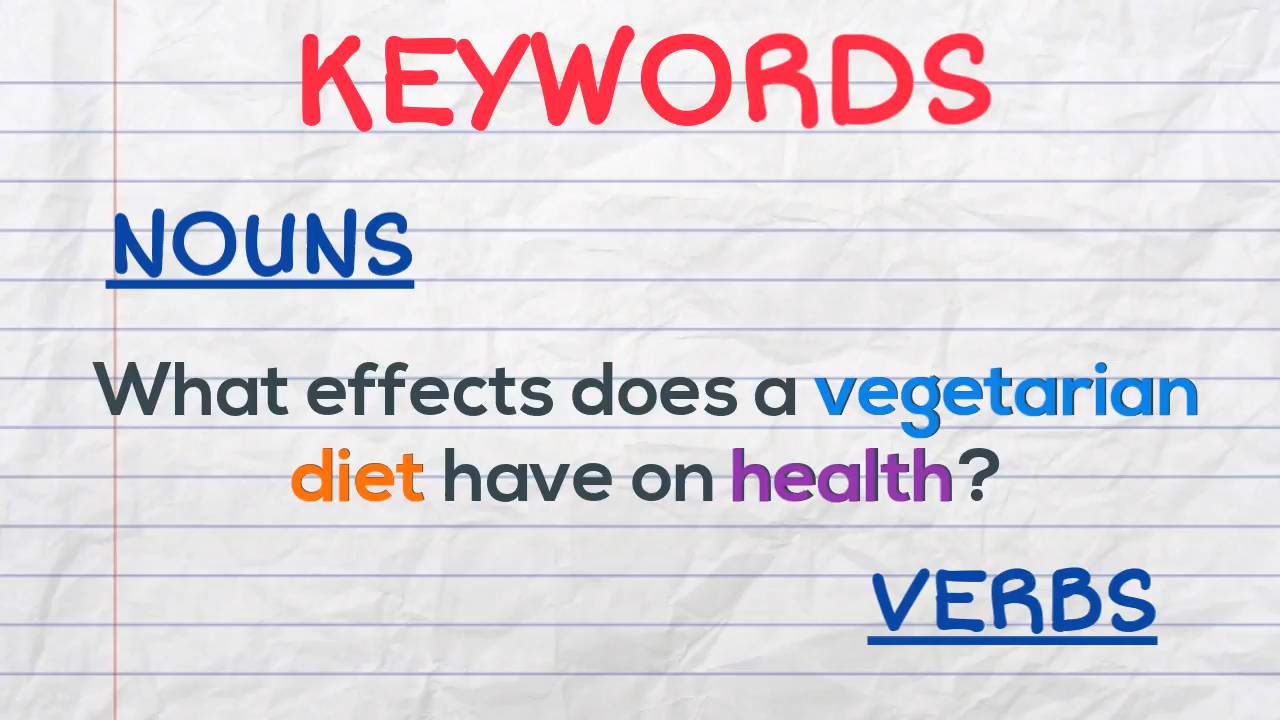 KEYWORDS
NOUNS
What effects does a vegetarian
diet have on health?
VERBS